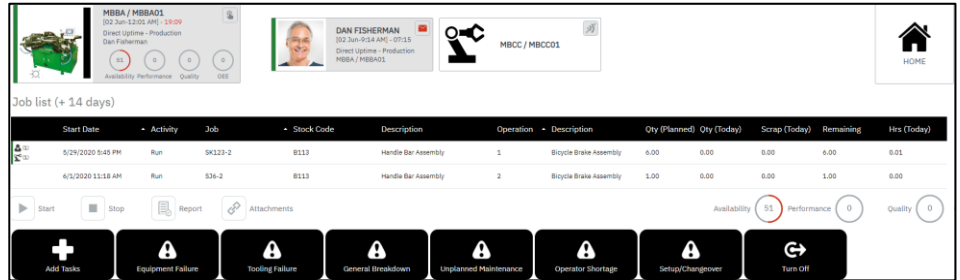 MBBA / MBBA01
[02 Jun-12:01 AM] - 19:09
Direct Uptime - Production
Dan Fisherman
51 0 0 0
Availability Performance Quality OEE
DAN FISHERMAN
[02 Jun-9:14 AM] - 07:15
Direct Uptime - Production
MBBA / MBBA01
MBCC / MBCC01
HOME
Job list (+ 14 days)
Start Date Activity Job Stock Code Description Operation Description Qty (Planned) Qty (Today) Scrap (Today) Remaining Hrs (Today)
5/29/2020 5:45 PM Run SK123-2 B113 Handle Bar Assembly 1 Bicycle Brake Assembly 6.00 0.00 0.00 6.00 0.01
6/1/2020 11:18 AM Run SJ6-2 B113 Handle Bar Assembly 2 Bicycle Brake Assembly 1.00 0.00 0.00 1.00 0.00
Start Stop Report Attachments Availability 51 Performance 0 Quality 0
Add Tasks Equipment Failure Tooling Failure General Breakdown Unplanned Maintenance Operator Shortage Setup/Changeover Turn Off